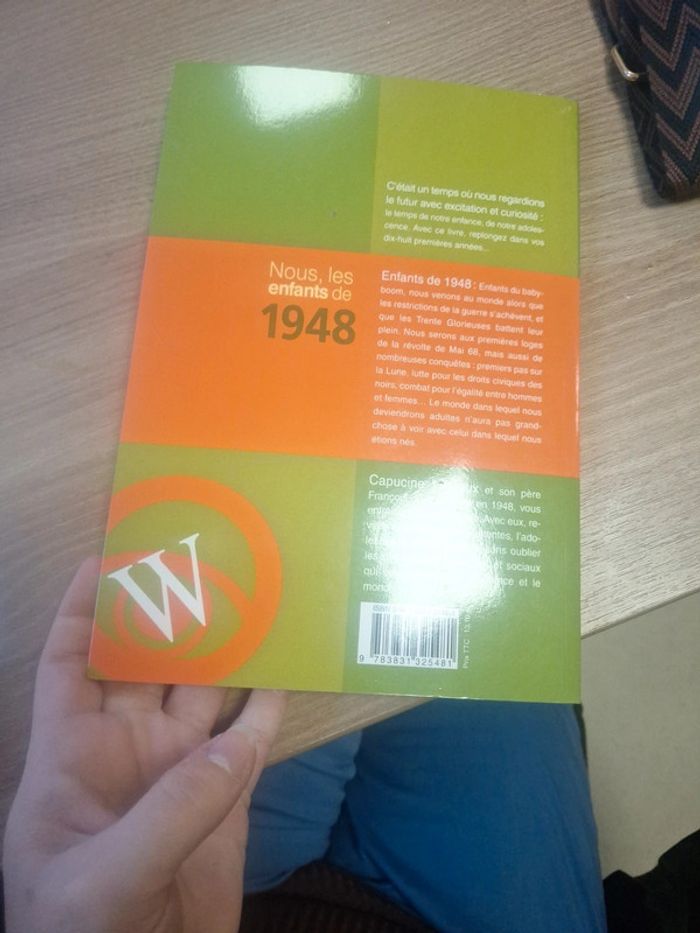 C'était un temps où nous regardions
le futur avec excitation et curiosité :
le temps de notre enfance, de notre adoles-
cence. Avec ce livre, replongez dans vos
dix-huit premières années...
Nous, les
enfants de
1948
Enfants de 1948 : Enfants du baby-
boom, nous venons au monde alors que
les restrictions de la guerre s'achèvent, et
que les Trente Glorieuses battent leur
plein. Nous serons aux premières loges
de la révolte de Mai 68, mais aussi de
nombreuses conquêtes : premiers pas sur
la Lune, lutte pour les droits civiques des
noirs, combat pour l'égalité entre hommes
et femmes... Le monde dans lequel nous
deviendrons adultes n'aura pas grand-
chose à voir avec celui dans lequel nous
étions nés.
Capucine et son père
en 1948, vous
Avec eux, re-
l'ado-
oublier
les et sociaux
et le
W
ISBN
9 783831 325481
Prix TTC :